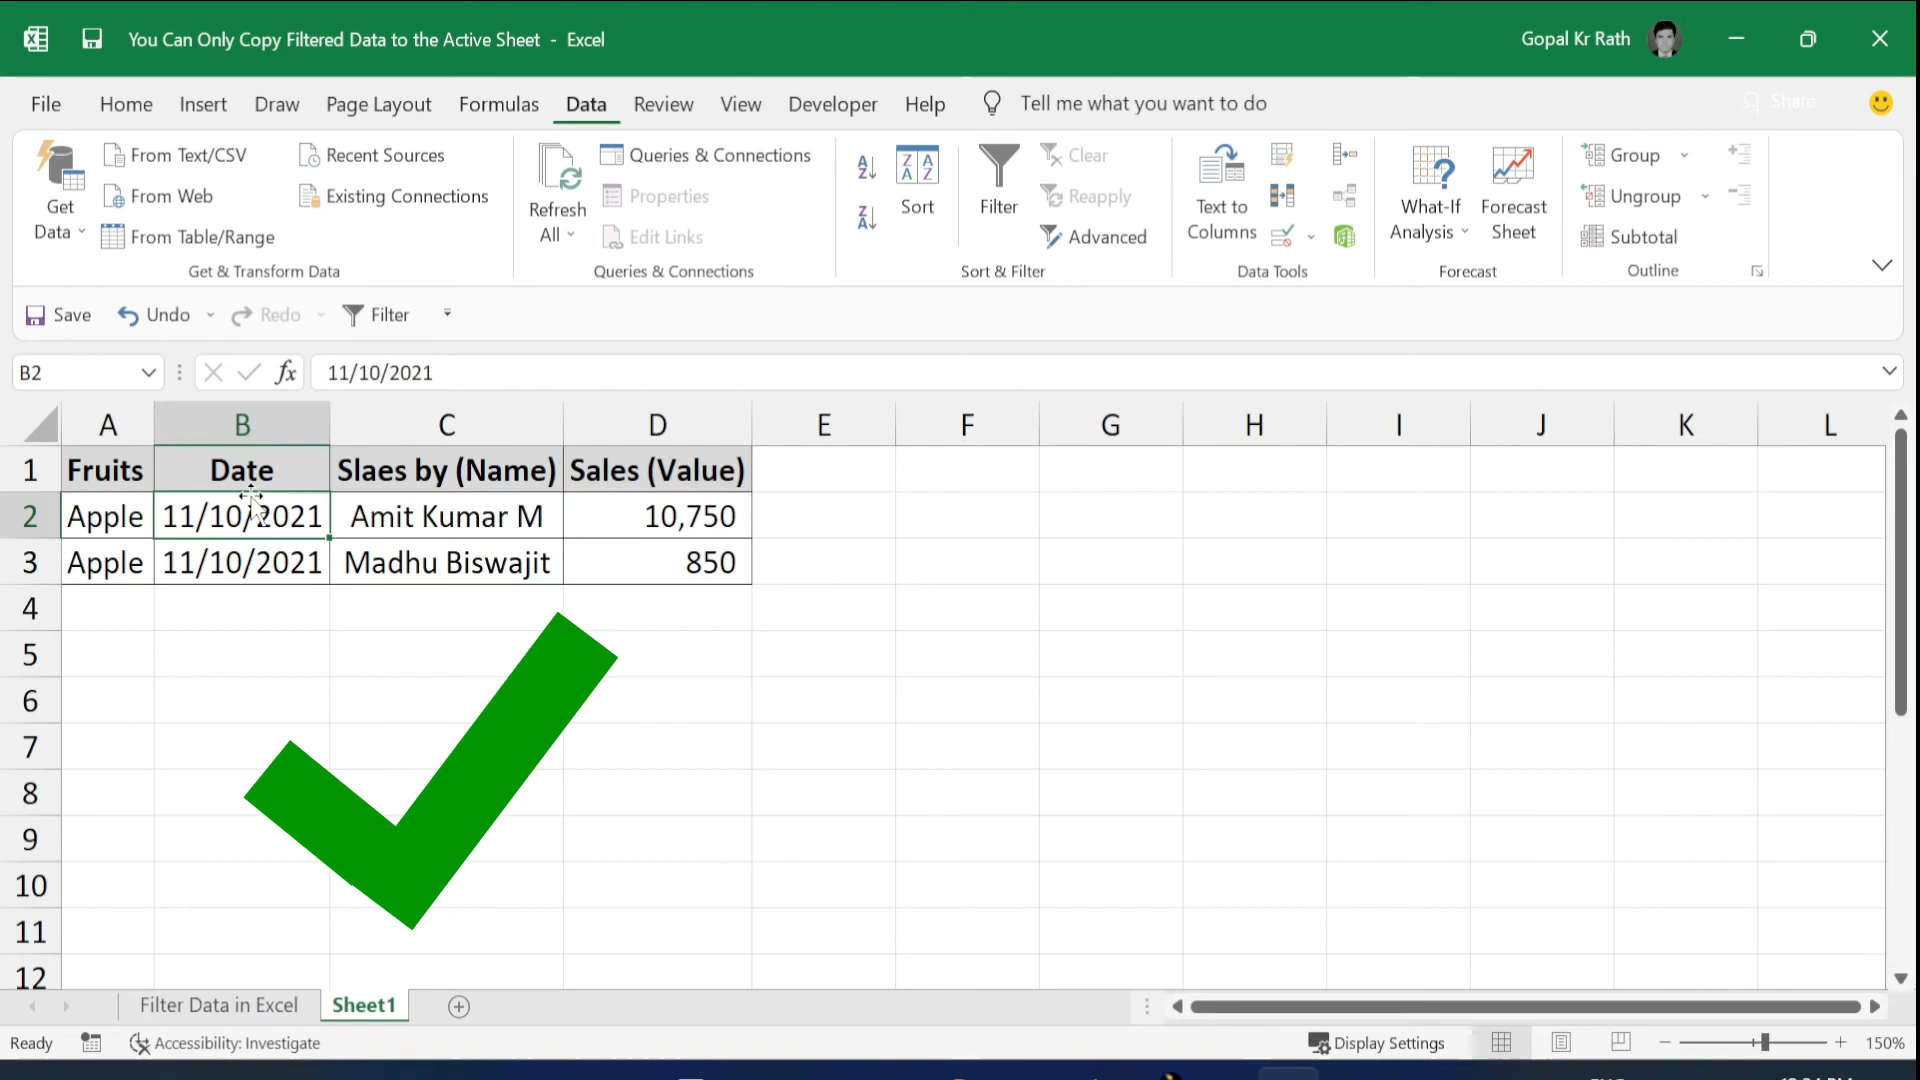 You Can Only Copy Filtered Data to the Active Sheet - Excel
Gopal Kr Rath
File Home Insert Draw Page Layout Formulas Data Review View Developer Help Tell me what you want to do Share
Get Data
From Text/CSV
From Web
From Table/Range
Recent Sources
Existing Connections
Get & Transform Data
Refresh All
Queries & Connections
Properties
Edit Links
Queries & Connections
Sort
Filter
Clear
Reapply
Advanced
Sort & Filter
Text to Columns
Data Tools
What-If Analysis
Forecast Sheet
Forecast
Group
Ungroup
Subtotal
Outline
Save Undo Redo Filter
B2 fx 11/10/2021
A B C D E F G H I J K L
1 Fruits Date Slaes by (Name) Sales (Value)
2 Apple 11/10/2021 Amit Kumar M 10,750
3 Apple 11/10/2021 Madhu Biswajit 850
4
5
6
7
8
9
10
11
12
Filter Data in Excel Sheet1
Ready Accessibility: Investigate Display Settings 150%